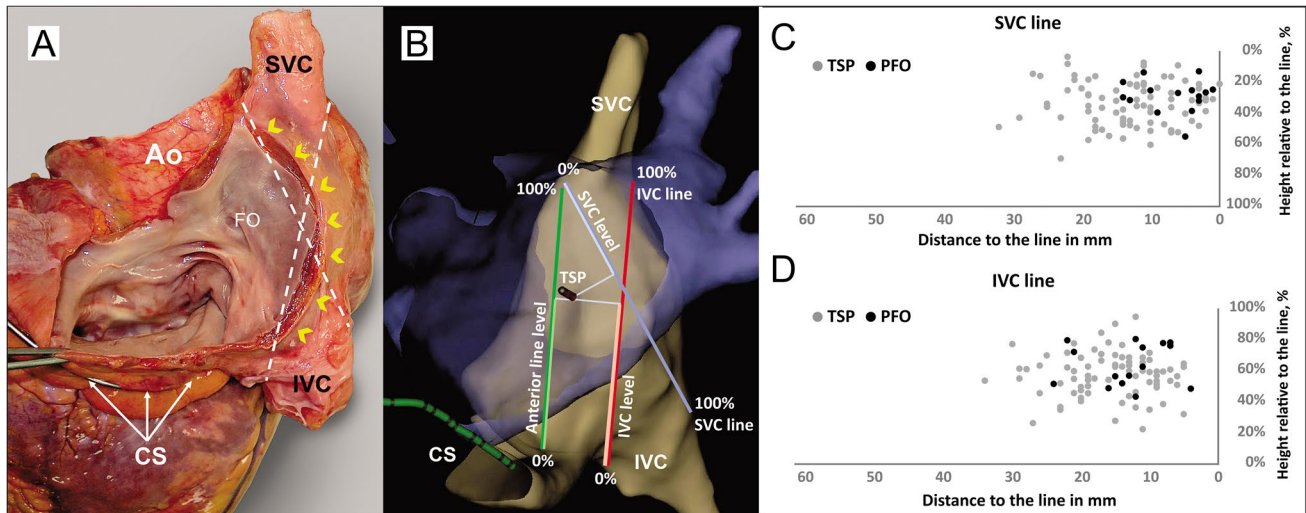 A
SVC
Ao
FO
IVC
CS
B
SVC
0%
100%
100%
IVC line
SVC level
TSP
Anterior line level
IVC level
100%
SVC line
CS
0%
0%
IVC
C
SVC line
TSP PFO
0%
20%
40%
60%
80%
100%
Height relative to the line, %
60 50 40 30 20 10 0
Distance to the line in mm
D
IVC line
TSP PFO
100%
80%
60%
40%
20%
0%
Height relative to the line, %
60 50 40 30 20 10 0
Distance to the line in mm